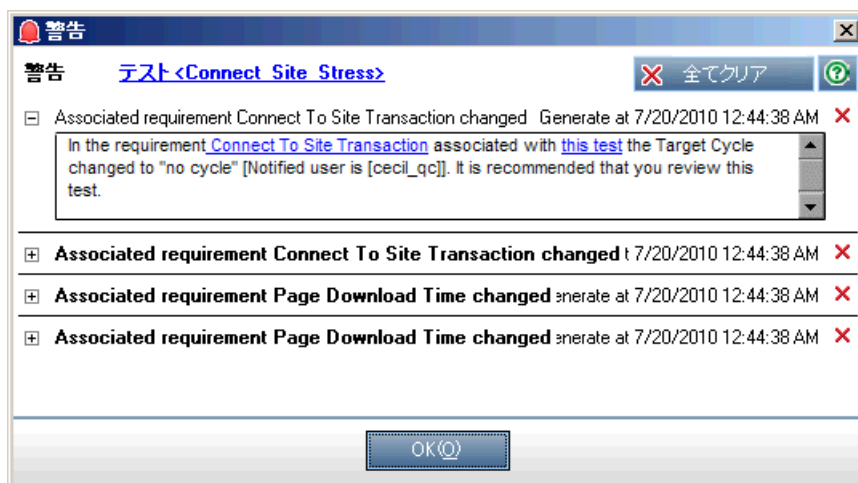 警告
警告 テスト<Connect Site Stress> 全てクリア
Associated requirement Connect To Site Transaction changed Generate at 7/20/2010 12:44:38 AM
In the requirement Connect To Site Transaction associated with this test the Target Cycle
changed to "no cycle" [Notified user is [cecil_qc]]. It is recommended that you review this
test.
Associated requirement Connect To Site Transaction changed t 7/20/2010 12:44:38 AM
Associated requirement Page Download Time changed enerate at 7/20/2010 12:44:38 AM
Associated requirement Page Download Time changed enerate at 7/20/2010 12:44:38 AM
OK(O)